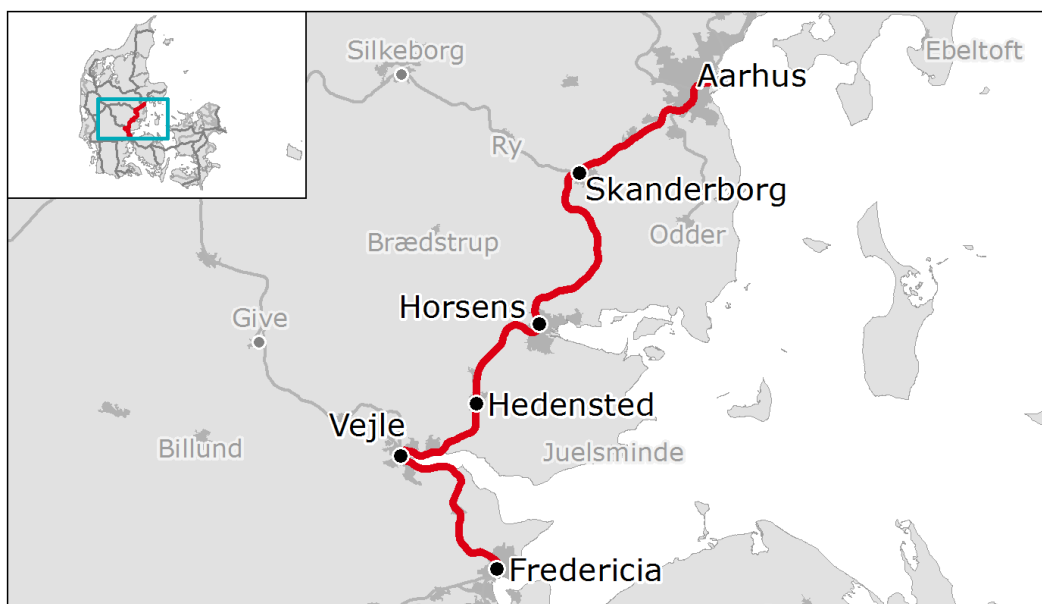 Silkeborg
Ebeltoft
Aarhus
Ry
Skanderborg
Brædstrup
Odder
Horsens
Give
Hedensted
Vejle
Billund
Juelsminde
Fredericia